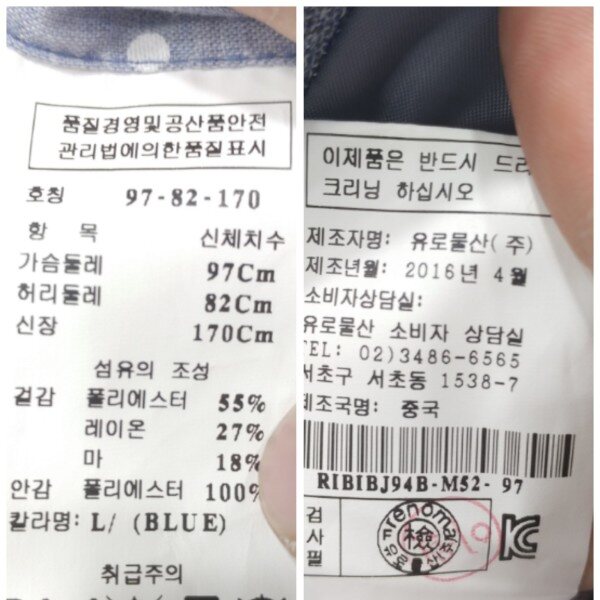 품질경영및공산품안전
관리법에의한품질표시
호칭 97-82-170
항 목 신체치수
가슴둘레 97Cm
허리둘레 82Cm
신장 170Cm
섬유의 조성
겉감 폴리에스터 55%
레이온 27%
마 18%
안감 폴리에스터 100%
칼라명: L/ (BLUE)
취급주의
이제품은 반드시 드라
크리닝 하십시오
제조자명: 유로물산(주)
제조년월: 2016년 4월
소비자상담실:
유로물산 소비자 상담실
TEL: 02)3486-6565
서초구 서초동 1538-7
제조국명: 중국
RIBIBJ94B-M52- 97
검사필
renoma
檢